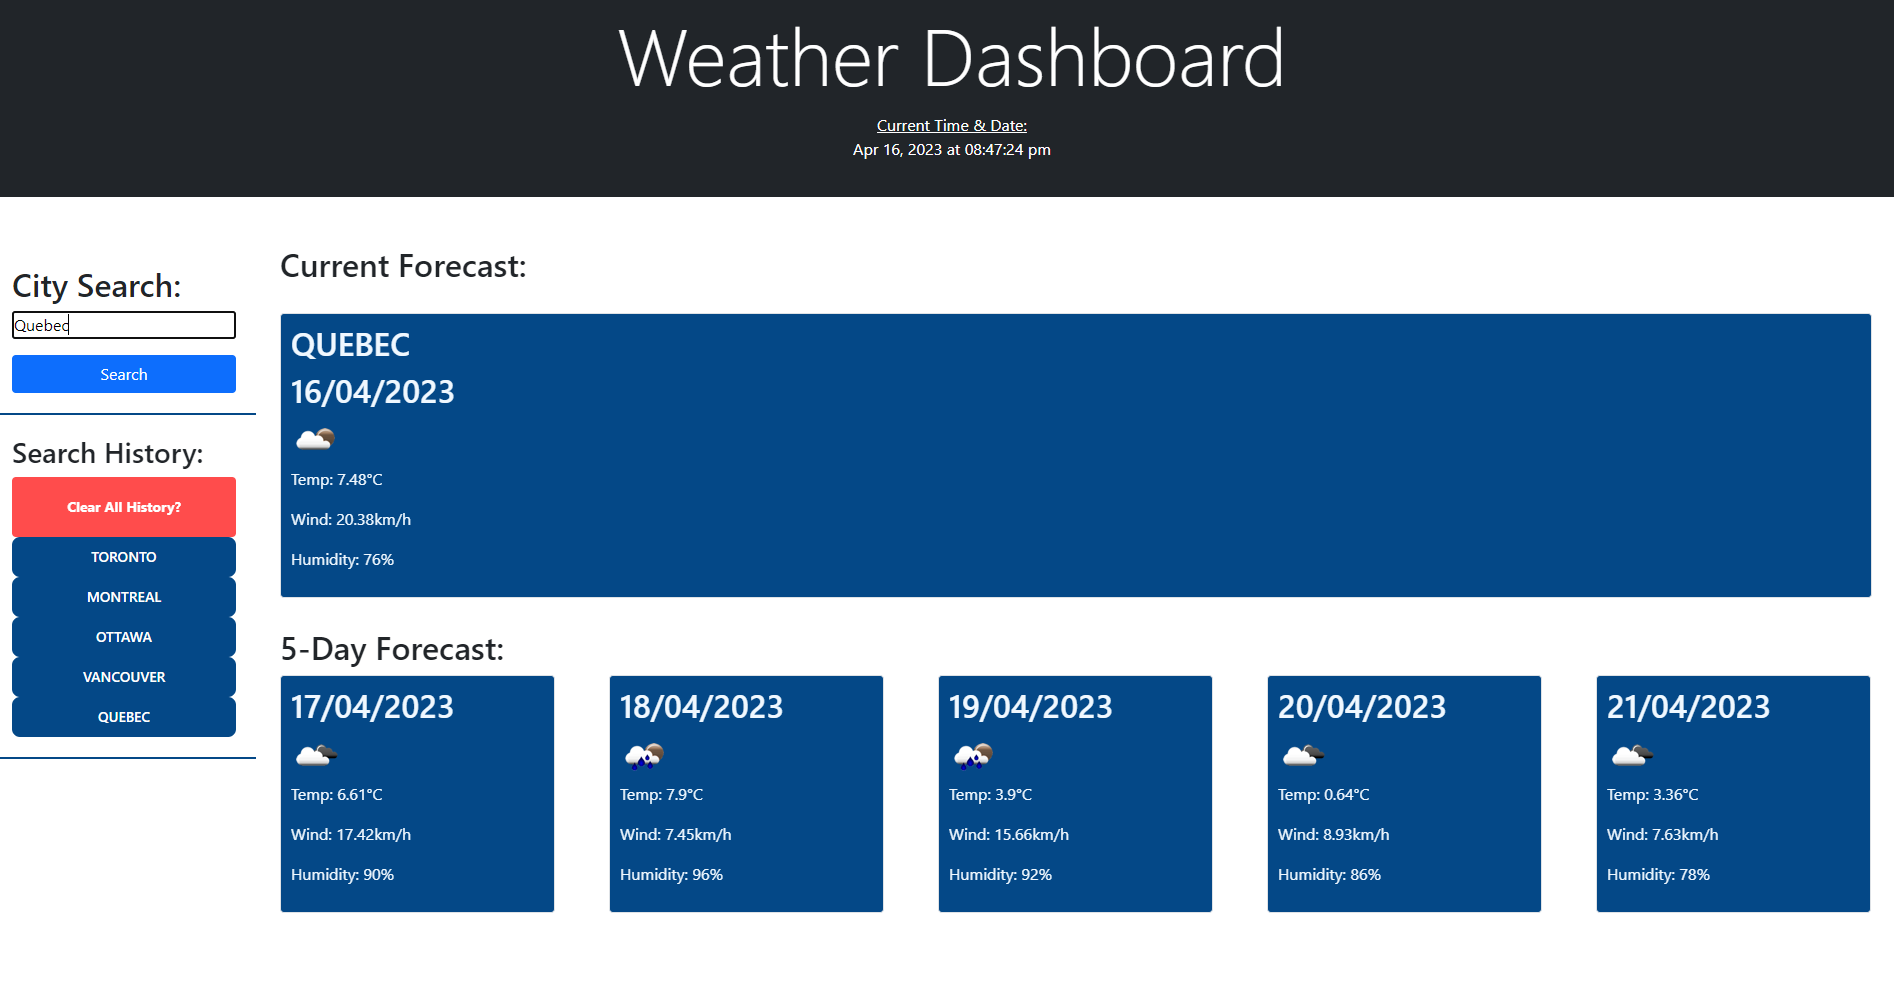 Weather Dashboard
Current Time & Date:
Apr 16, 2023 at 08:47:24 pm
City Search:
Quebec
Search
Search History:
Clear All History?
TORONTO
MONTREAL
OTTAWA
VANCOUVER
QUEBEC
Current Forecast:
QUEBEC
16/04/2023
Temp: 7.48°C
Wind: 20.38km/h
Humidity: 76%
5-Day Forecast:
17/04/2023
Temp: 6.61°C
Wind: 17.42km/h
Humidity: 90%
18/04/2023
Temp: 7.9°C
Wind: 7.45km/h
Humidity: 96%
19/04/2023
Temp: 3.9°C
Wind: 15.66km/h
Humidity: 92%
20/04/2023
Temp: 0.64°C
Wind: 8.93km/h
Humidity: 86%
21/04/2023
Temp: 3.36°C
Wind: 7.63km/h
Humidity: 78%